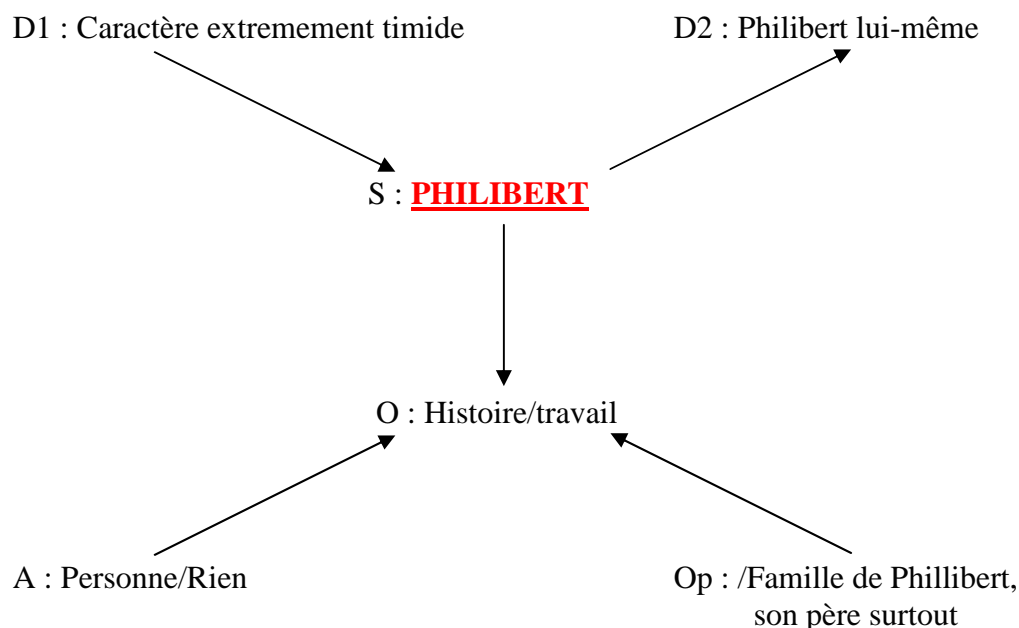 D1 : Caractère extremement timide
D2 : Philibert lui-même
S : PHILIBERT
O : Histoire/travail
A : Personne/Rien
Op : /Famille de Phillibert,
son père surtout